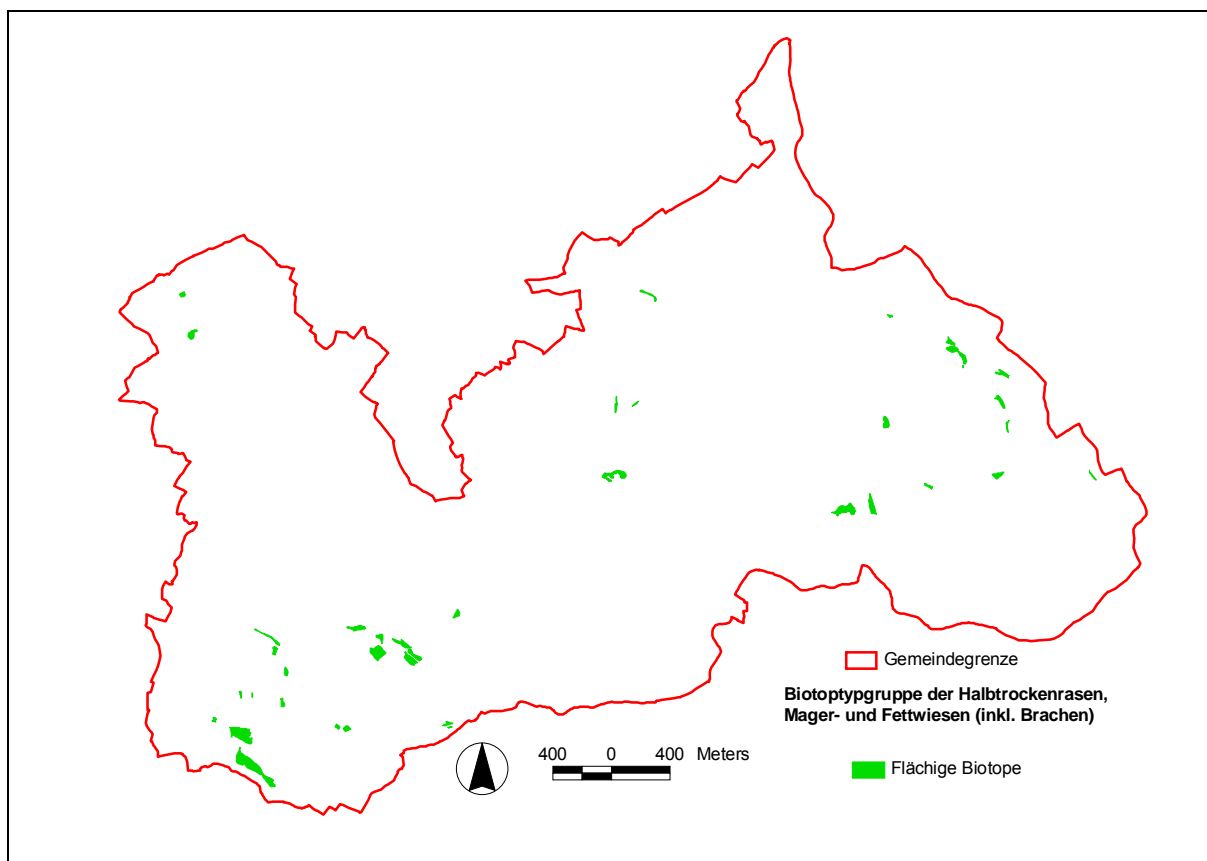 Gemeindegrenze
Biotoptypgruppe der Halbtrockenrasen,
Mager- und Fettwiesen (inkl. Brachen)
400 0 400 Meters
Flächige Biotope